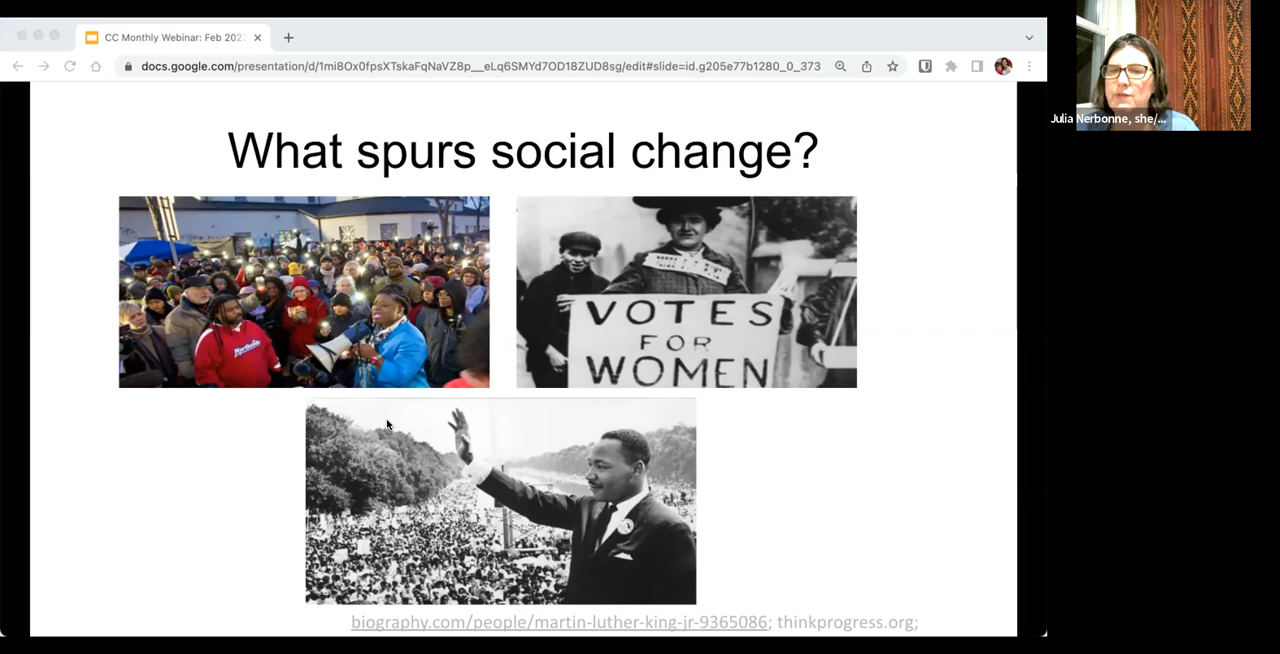 CC Monthly Webinar: Feb 202
docs.google.com/presentation/d/1mi8Ox0fpsXTskaFqNaVZ8p__eLq6SMYd7OD18ZUD8sg/edit#slide=id.g205e77b1280_0_373
Julia Nerbonne, she/...
What spurs social change?
Northside
VOTES
FOR
WOMEN
biography.com/people/martin-luther-king-jr-9365086; thinkprogress.org;